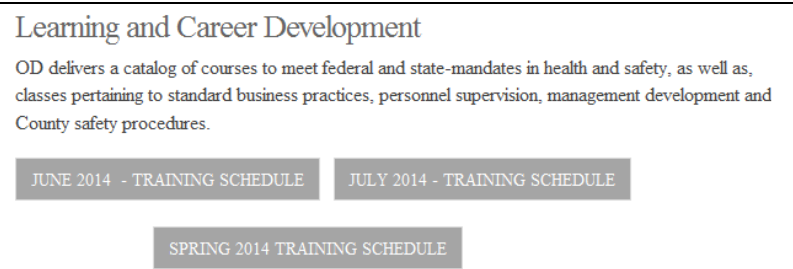 Learning and Career Development
OD delivers a catalog of courses to meet federal and state-mandates in health and safety, as well as,
classes pertaining to standard business practices, personnel supervision, management development and
County safety procedures.
JUNE 2014 - TRAINING SCHEDULE
JULY 2014 - TRAINING SCHEDULE
SPRING 2014 TRAINING SCHEDULE